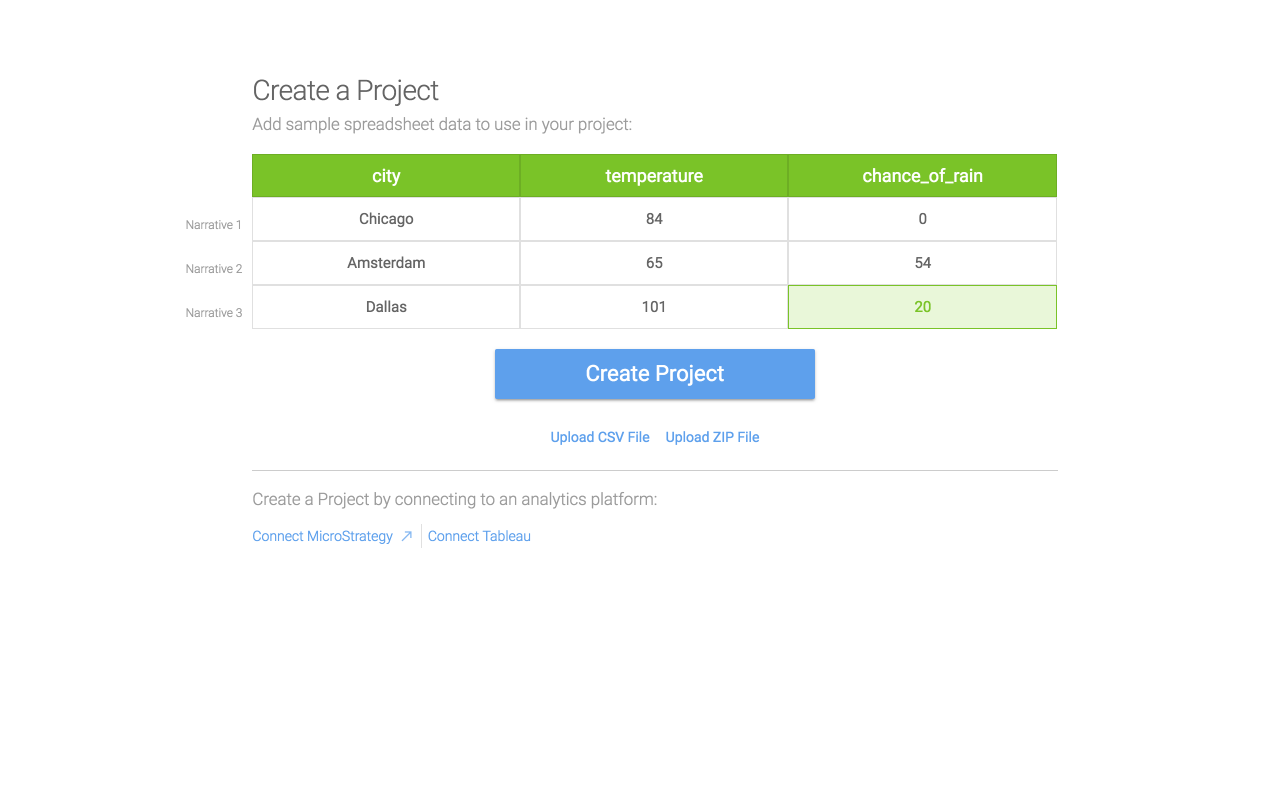 Create a Project
Add sample spreadsheet data to use in your project:
city temperature chance_of_rain
Narrative 1 Chicago 84 0
Narrative 2 Amsterdam 65 54
Narrative 3 Dallas 101 20
Create Project
Upload CSV File Upload ZIP File
Create a Project by connecting to an analytics platform:
Connect MicroStrategy Connect Tableau